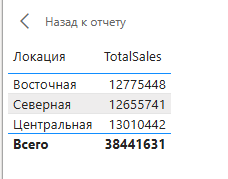 Назад к отчету
Локация TotalSales
Восточная 12775448
Северная 12655741
Центральная 13010442
Всего 38441631